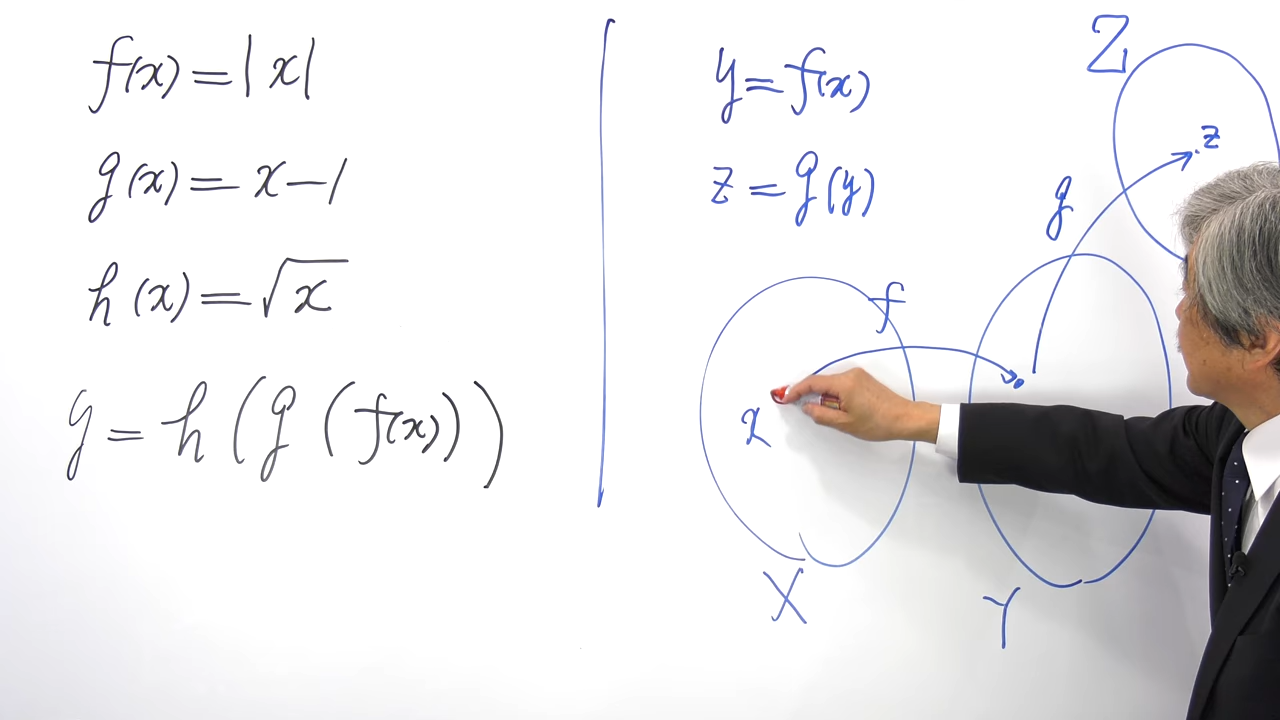 f(x) = |x|
g(x) = x - 1
h(x) = √x
y = h(g(f(x)))
y = f(x)
z = g(y)
Z
z
g
f
x
X
Y